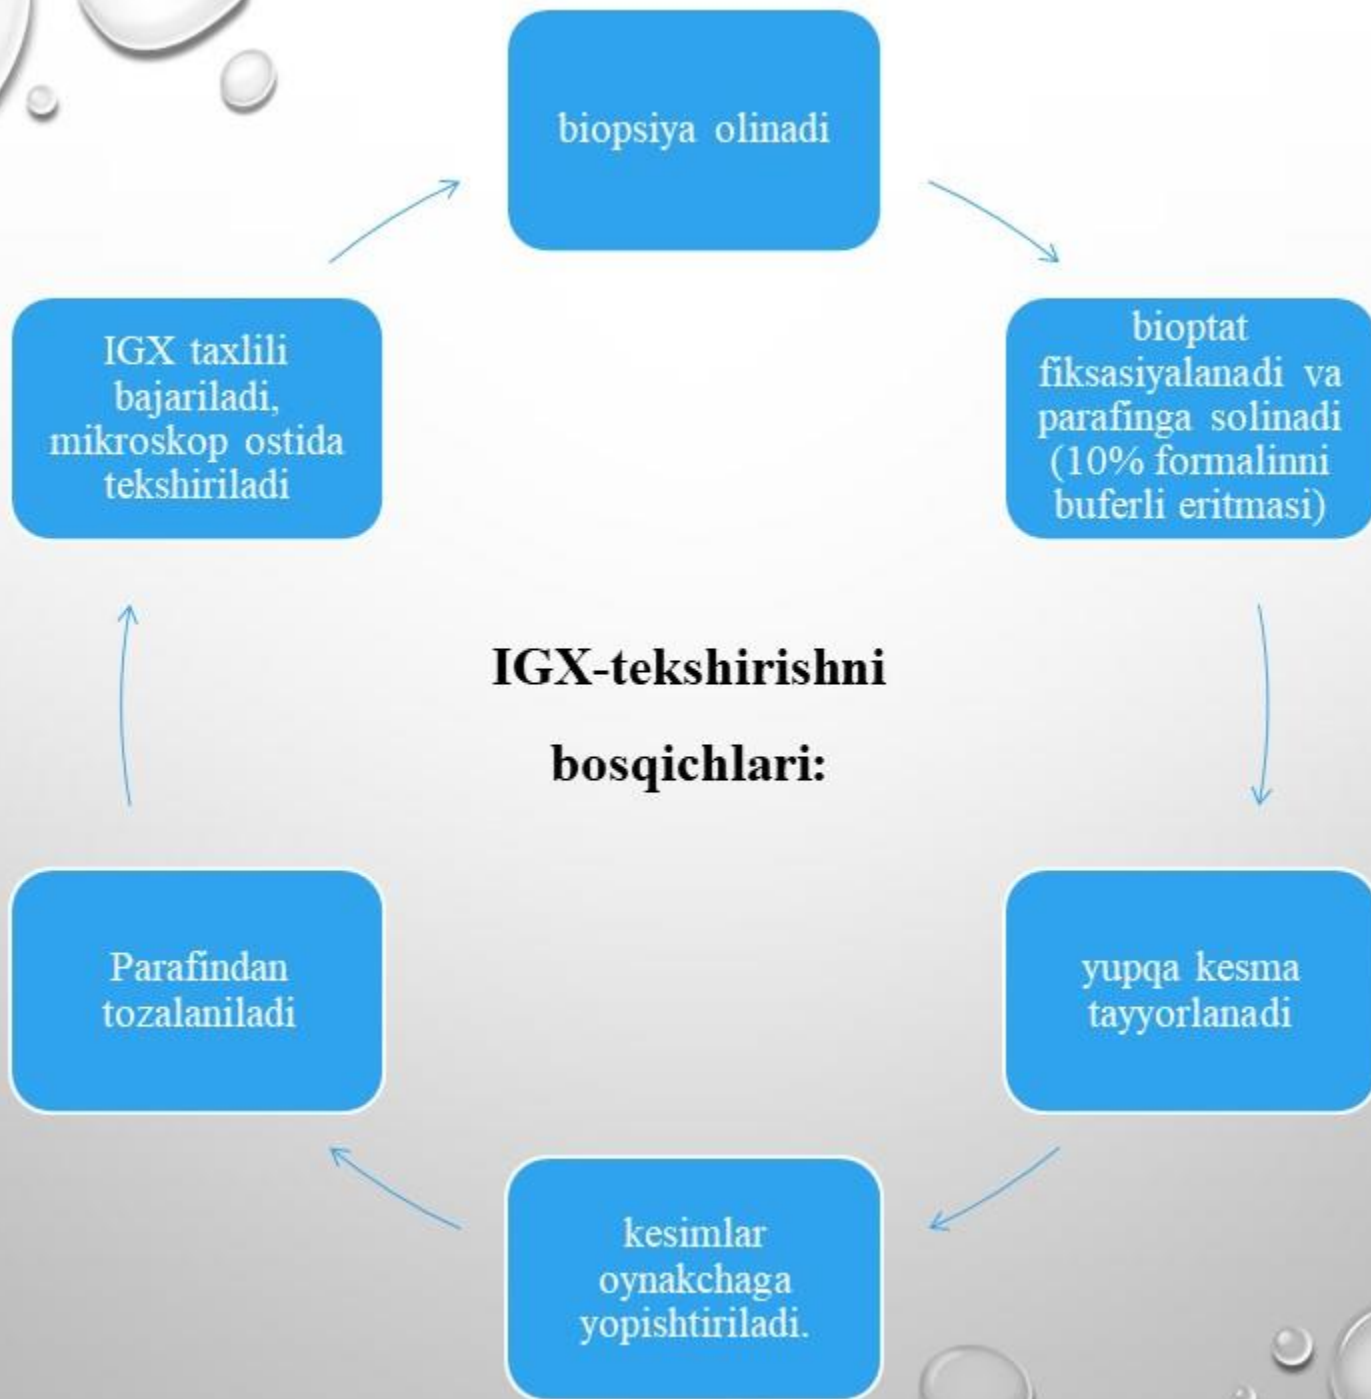 biopsiya olinadi
bioptat
fiksasiyalanadi va
parafinga solinadi
(10% formalinni
buferli eritmasi)
yupqa kesma
tayyorlanadi
kesimlar
oynakchaga
yopishtiriladi.
Parafindan
tozalaniladi
IGX taxlili
bajariladi,
mikroskop ostida
tekshiriladi
IGX-tekshirishni
bosqichlari: